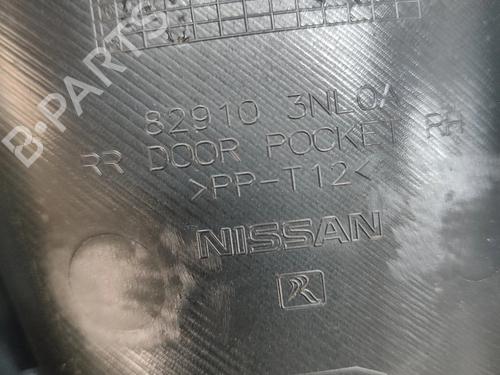 B-PARTS
82910 3NL0A
RR DOOR POCKET RH
>PP-T12<
NISSAN